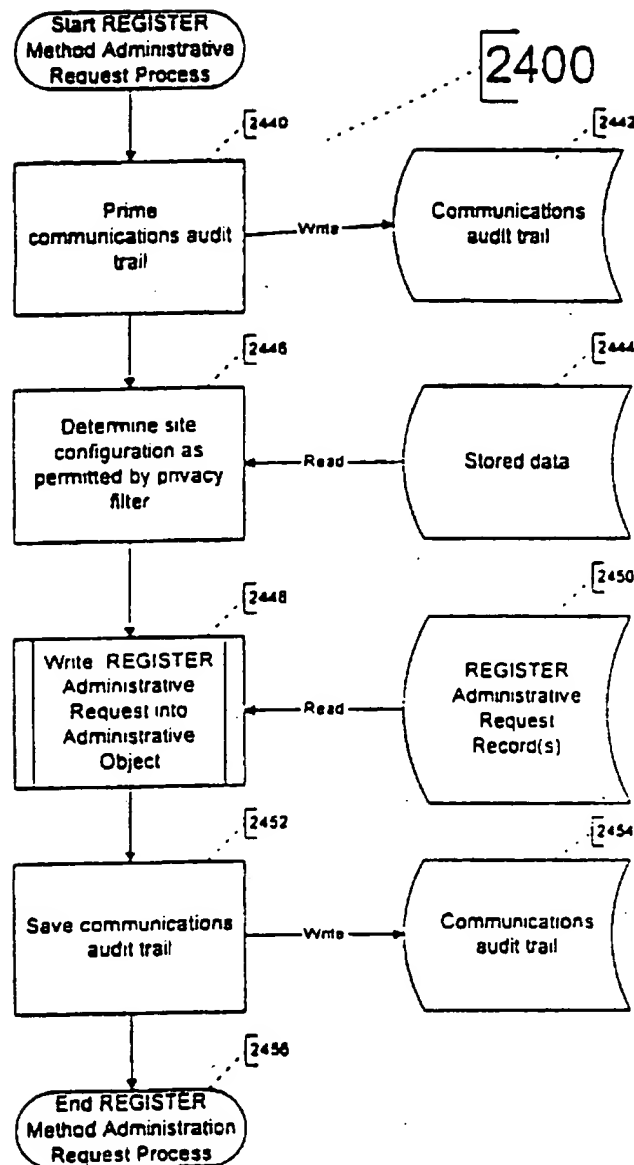 Start REGISTER
Method Administrative
Request Process
2400
2440
2442
Prime
communications audit
trail
Write
Communications
audit trail
2446
2444
Determine site
configuration as
permitted by privacy
filter
Read
Stored data
2448
2450
Write REGISTER
Administrative
Request into
Administrative
Object
Read
REGISTER
Administrative
Request
Record(s)
2452
2454
Save communications
audit trail
Write
Communications
audit trail
2456
End REGISTER
Method Administration
Request Process